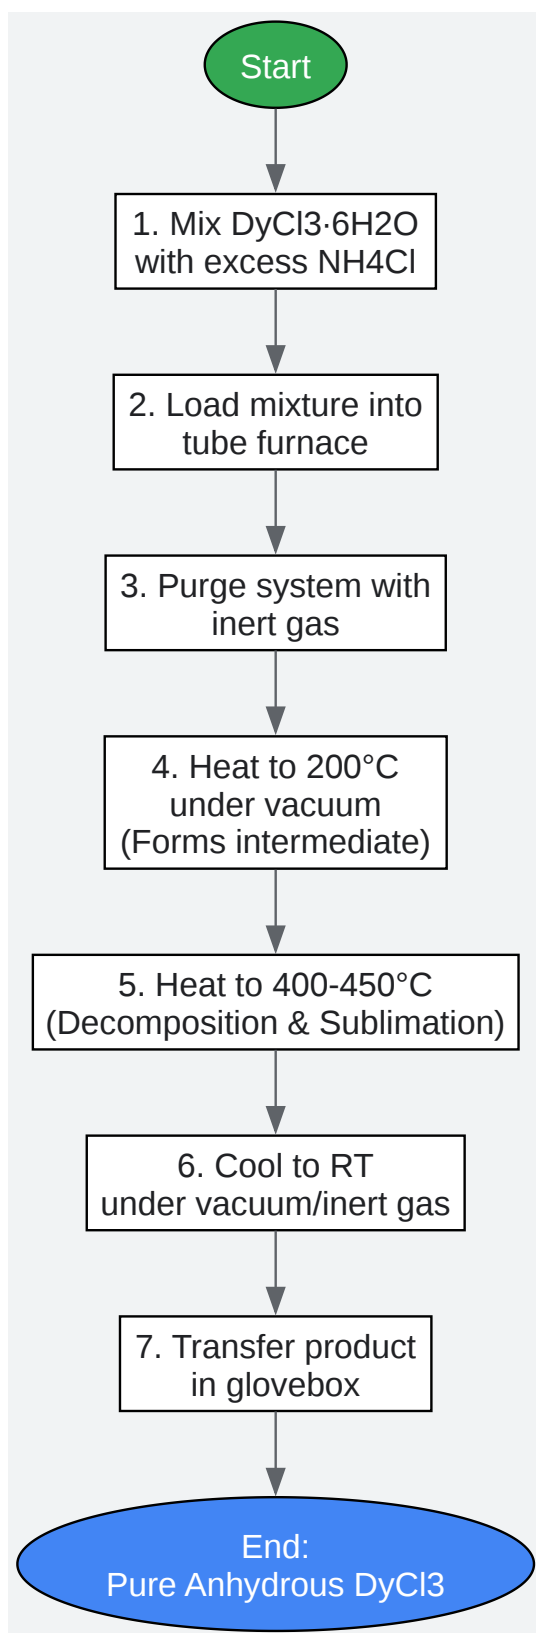 Start
1. Mix DyCl3·6H2O
with excess NH4Cl
2. Load mixture into
tube furnace
3. Purge system with
inert gas
4. Heat to 200°C
under vacuum
(Forms intermediate)
5. Heat to 400-450°C
(Decomposition & Sublimation)
6. Cool to RT
under vacuum/inert gas
7. Transfer product
in glovebox
End:
Pure Anhydrous DyCl3